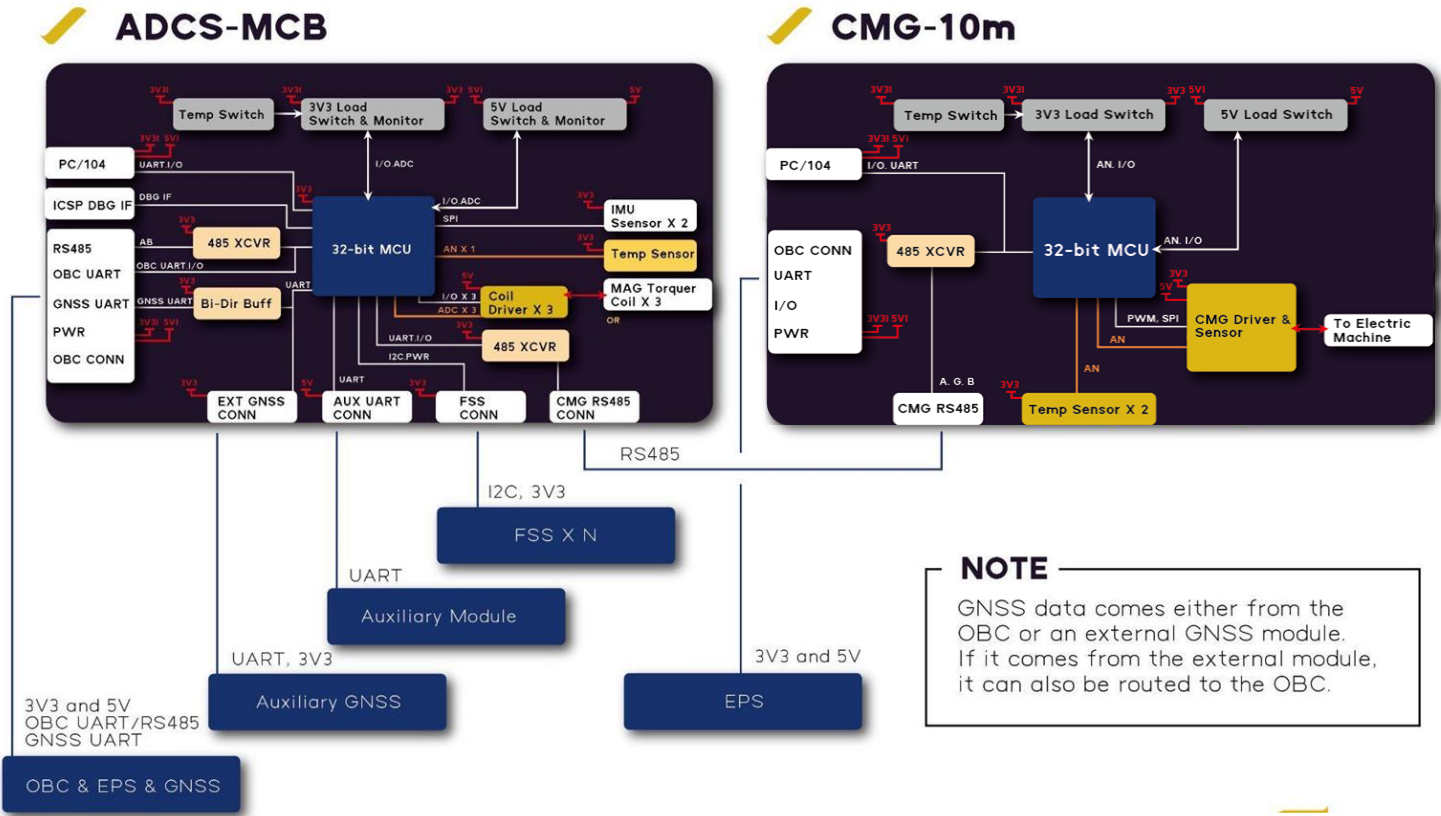 ADCS-MCB
3V3I
Temp Switch
3V3I
3V3 Load
Switch & Monitor
3V3
5VI
5V Load
Switch & Monitor
5V
PC/104
3V3I 5VI
UART.I/O
I/O ADC
ICSP DBG IF
DBG IF
3V3
32-bit MCU
I/O ADC
SPI
3V3
IMU
Ssensor X 2
RS485
OBC UART
GNSS UART
PWR
OBC CONN
AB
3V3
485 XCVR
OBC UART.I/O
GNSS UART
3V3
Bi-Dir Buff
UART
3V3I 5VI
AN X 1
3V3
Temp Sensor
5V
I/O X 3
ADC X 3
Coil
Driver X 3
MAG Torquer
Coil X 3
OR
UART.I/O
3V3
485 XCVR
I2C.PWR
UART
3V3
EXT GNSS
CONN
5V
AUX UART
CONN
3V3
FSS
CONN
CMG RS485
CONN
CMG-10m
3V3I
Temp Switch
3V3I
3V3 Load Switch
3V3
5VI
5V Load Switch
5V
PC/104
3V3I 5VI
I/O. UART
AN. I/O
OBC CONN
UART
I/O
PWR
3V3I 5VI
3V3
485 XCVR
32-bit MCU
AN. I/O
3V3
5V
PWM, SPI
AN
CMG Driver &
Sensor
To Electric
Machine
AN
A. G. B
CMG RS485
3V3
Temp Sensor X 2
RS485
I2C, 3V3
FSS X N
UART
Auxiliary Module
UART, 3V3
Auxiliary GNSS
3V3 and 5V
EPS
3V3 and 5V
OBC UART/RS485
GNSS UART
OBC & EPS & GNSS
NOTE
GNSS data comes either from the
OBC or an external GNSS module.
If it comes from the external module,
it can also be routed to the OBC.